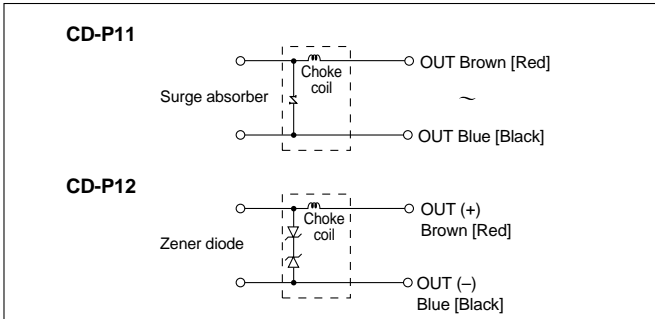 CD-P11
Choke
coil
OUT Brown [Red]
Surge absorber
~
OUT Blue [Black]
CD-P12
Choke
coil
OUT (+)
Brown [Red]
Zener diode
OUT (–)
Blue [Black]